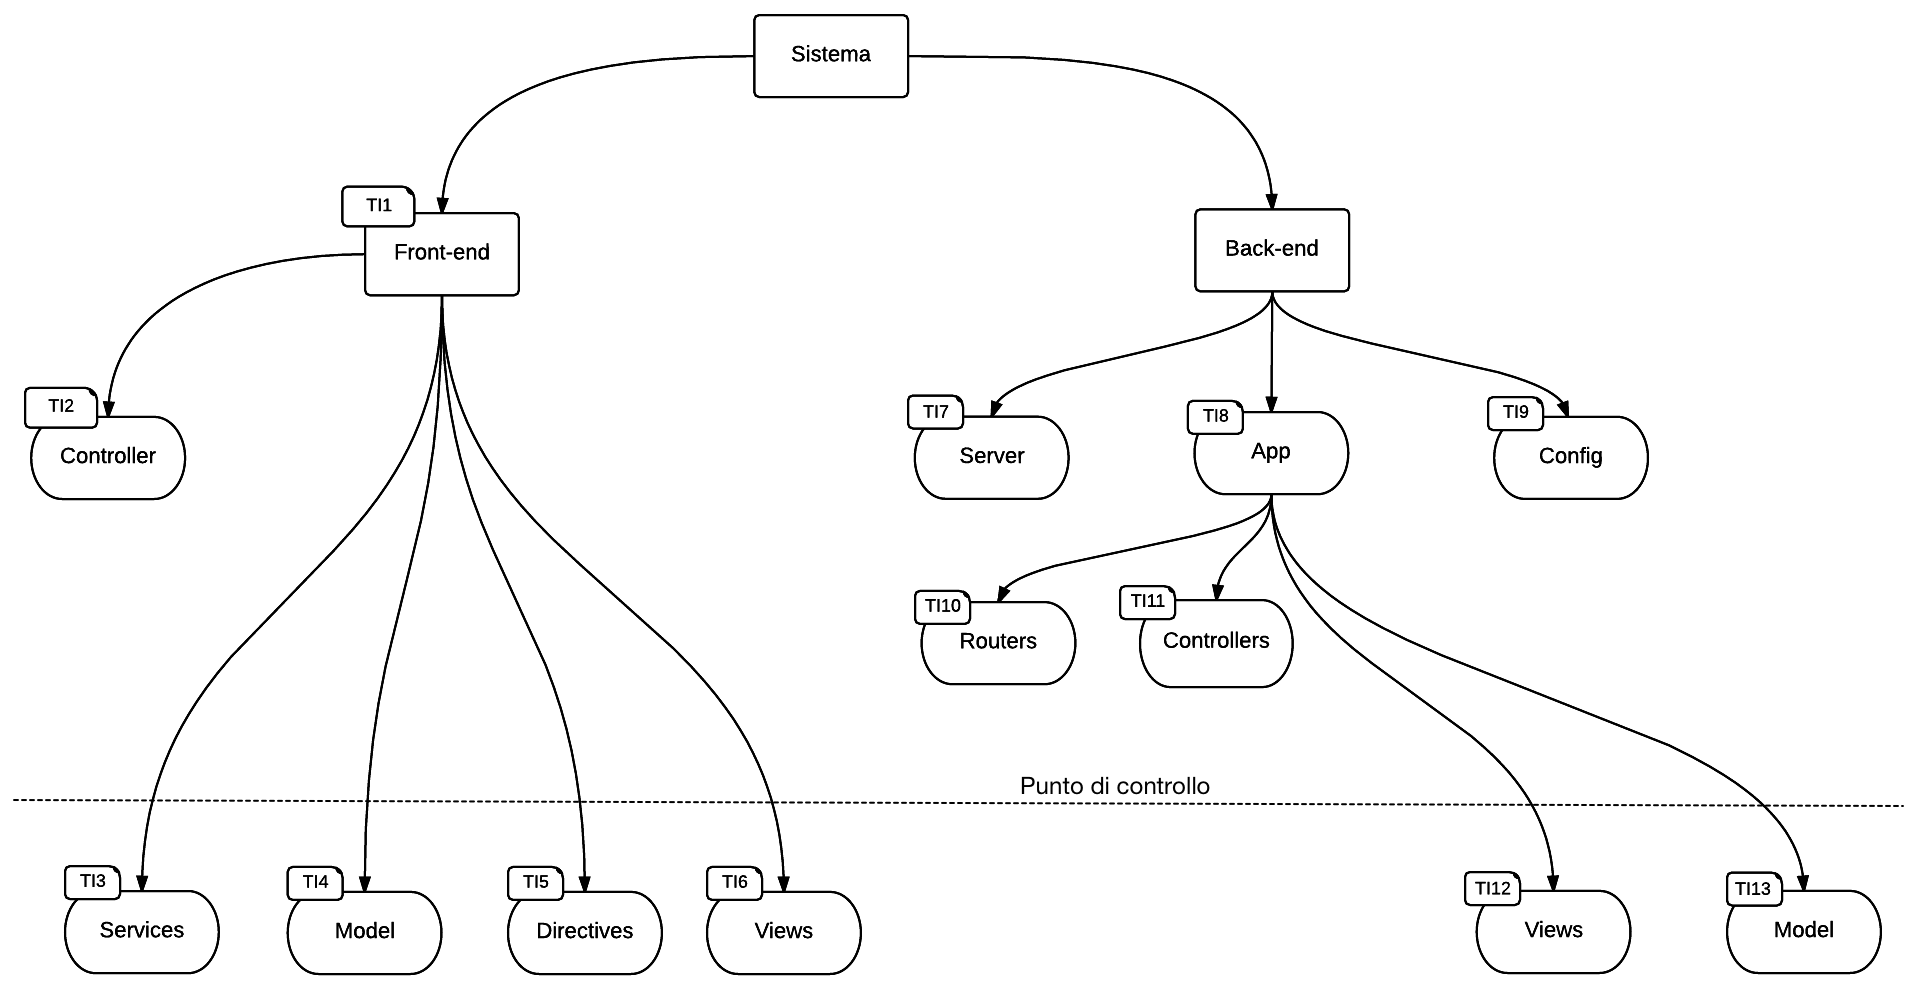 Sistema
TI1
Front-end
Back-end
TI2
Controller
TI7
Server
TI8
App
TI9
Config
TI10
Routers
TI11
Controllers
Punto di controllo
TI3
Services
TI4
Model
TI5
Directives
TI6
Views
TI12
Views
TI13
Model